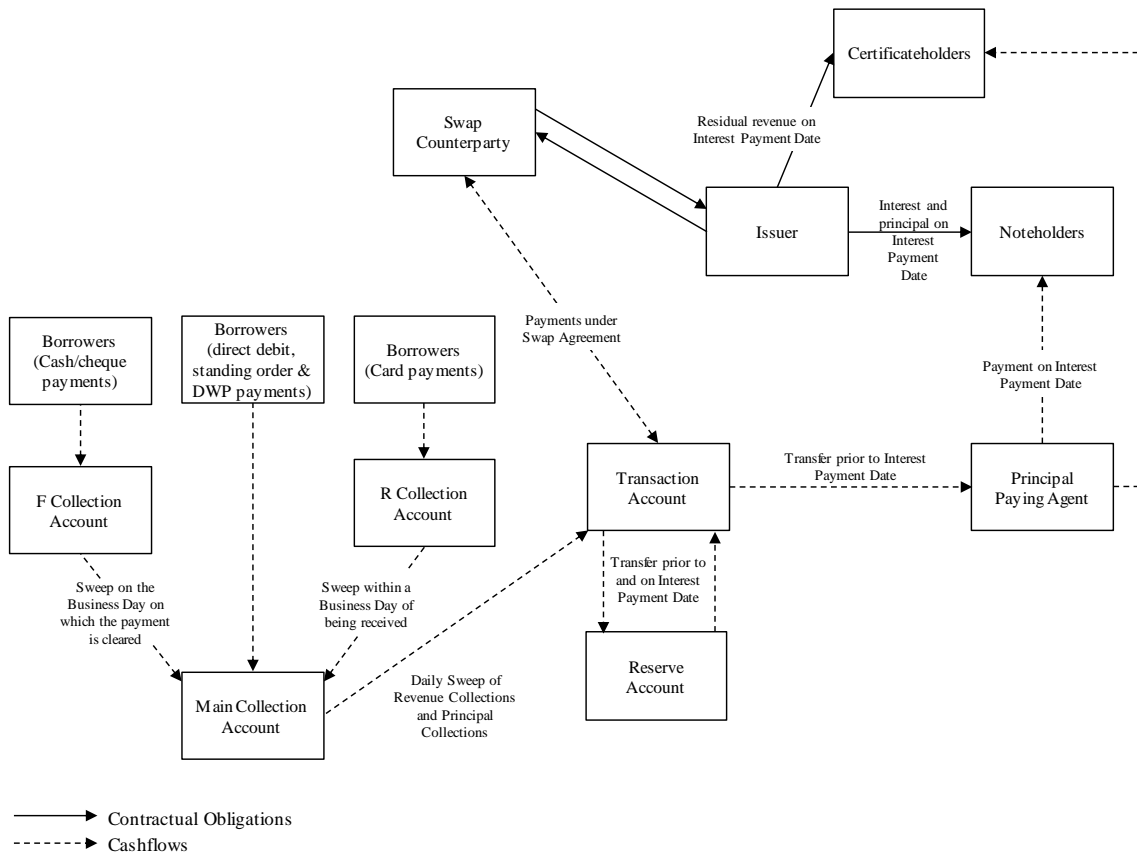 Certificateholders
Swap
Counterparty
Residual revenue on
Interest Payment Date
Issuer
Interest and
principal on
Interest
Payment
Date
Noteholders
Payments under
Swap Agreement
Borrowers
(Cash/cheque
payments)
Borrowers
(direct debit,
standing order &
DWP payments)
Borrowers
(Card payments)
Payment on Interest
Payment Date
F Collection
Account
R Collection
Account
Transaction
Account
Transfer prior to Interest
Payment Date
Principal
Paying Agent
Sweep on the
Business Day on
which the payment
is cleared
Sweep within a
Business Day of
being received
Transfer prior to
and on Interest
Payment Date
Main Collection
Account
Daily Sweep of
Revenue Collections
and Principal
Collections
Reserve
Account
Contractual Obligations
Cashflows